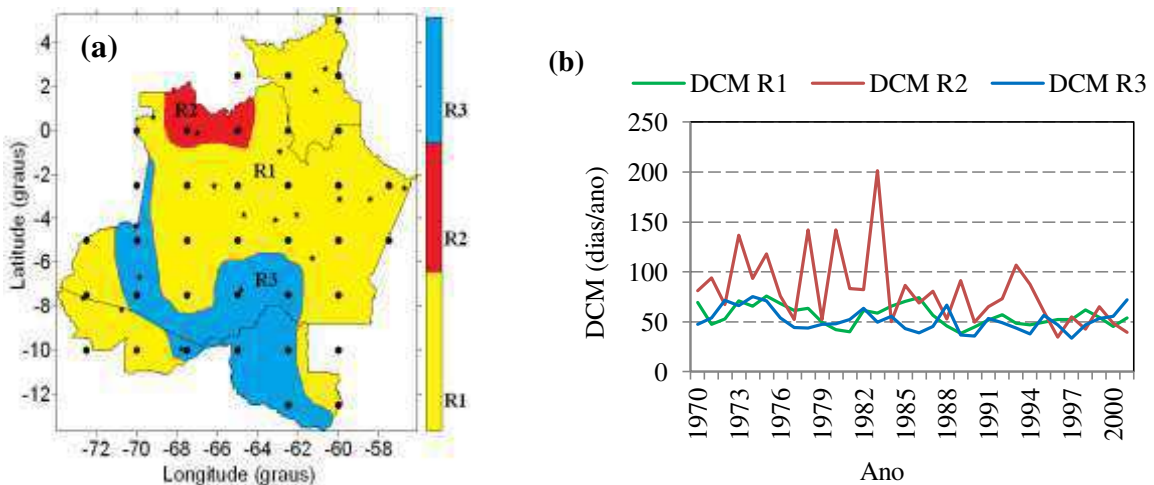 (a)
4
2
0
-2
-4
-6
-8
-10
-12
Latitude (graus)
R2
R1
R3
-72 -70 -68 -66 -64 -62 -60 -58
Longitude (graus)
R3
R2
R1
(b)
DCM R1 DCM R2 DCM R3
250
200
150
100
50
0
DCM (dias/ano)
1970 1973 1976 1979 1982 1985 1988 1991 1994 1997 2000
Ano